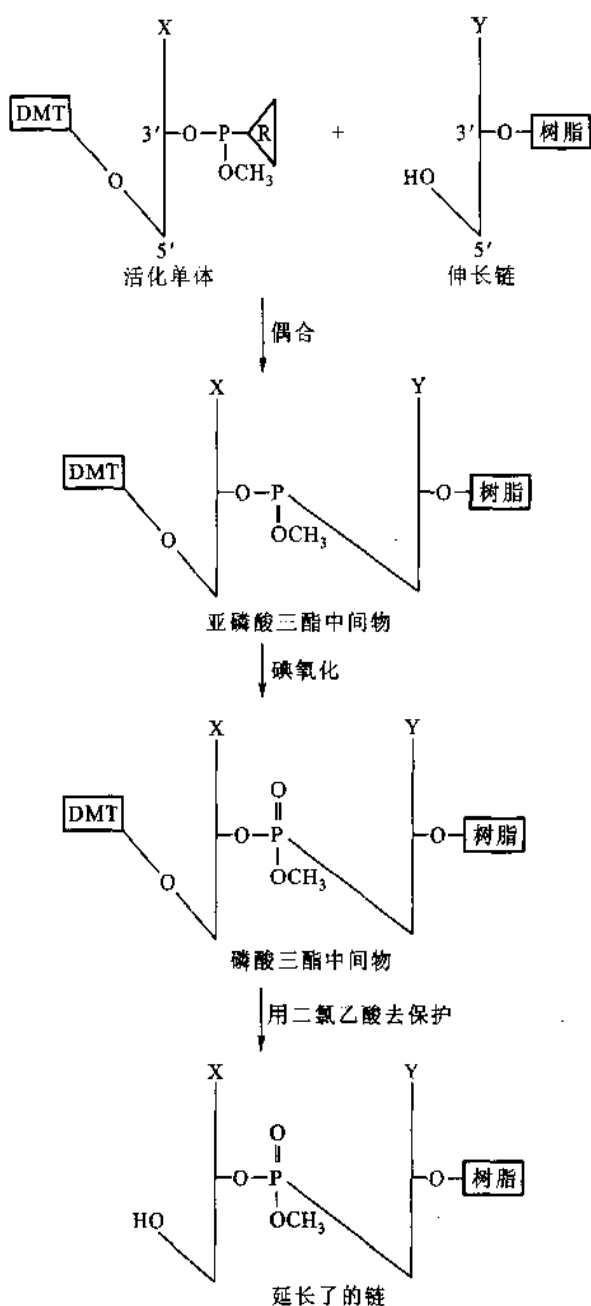 X Y
DMT 3′ O P R + 3′ O 树脂
O OCH₃ HO
5′ 5′
活化单体 伸长链
偶合
X Y
DMT O P O 树脂
O OCH₃
亚磷酸三酯中间物
碘氧化
X Y
O
DMT O P O 树脂
O OCH₃
磷酸三酯中间物
用二氯乙酸去保护
X Y
O
O P O 树脂
HO OCH₃
延长了的链